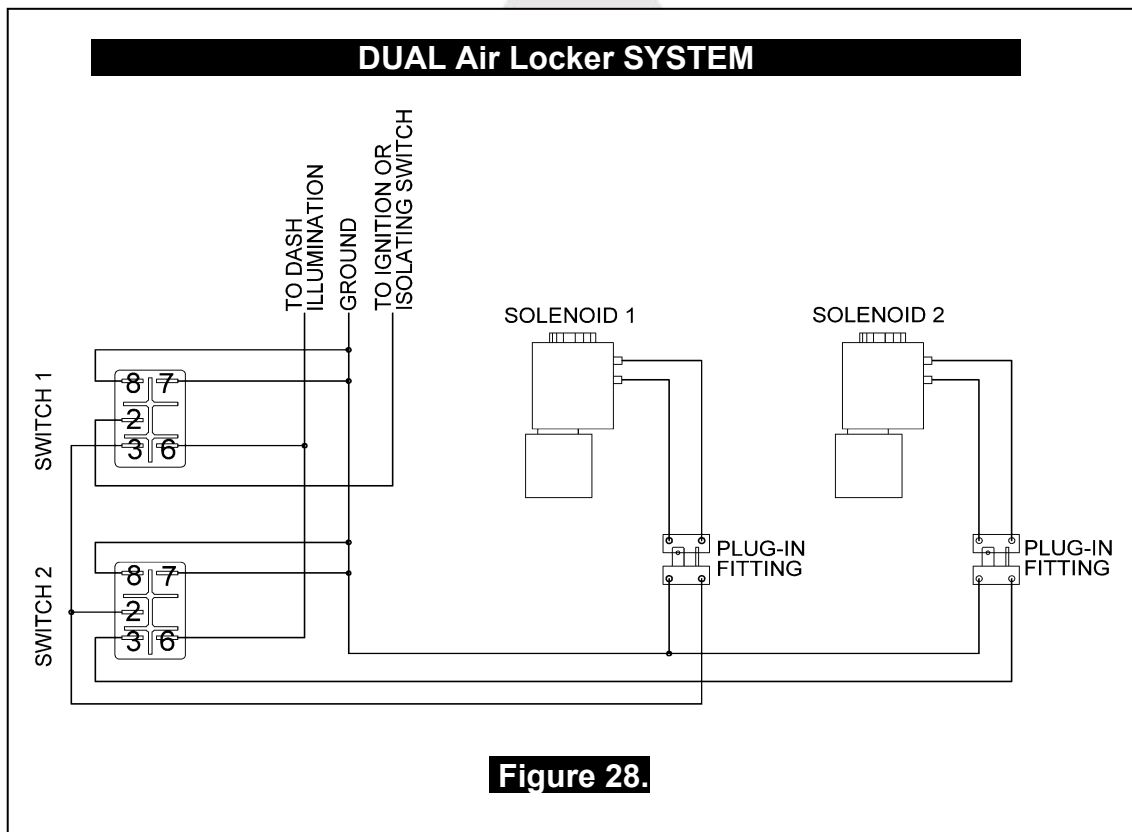 DUAL Air Locker SYSTEM
TO DASH
ILLUMINATION
GROUND
TO IGNITION OR
ISOLATING SWITCH
SOLENOID 1
SOLENOID 2
SWITCH 1
8 7
2
3 6
SWITCH 2
8 7
2
3 6
PLUG-IN
FITTING
PLUG-IN
FITTING
Figure 28.